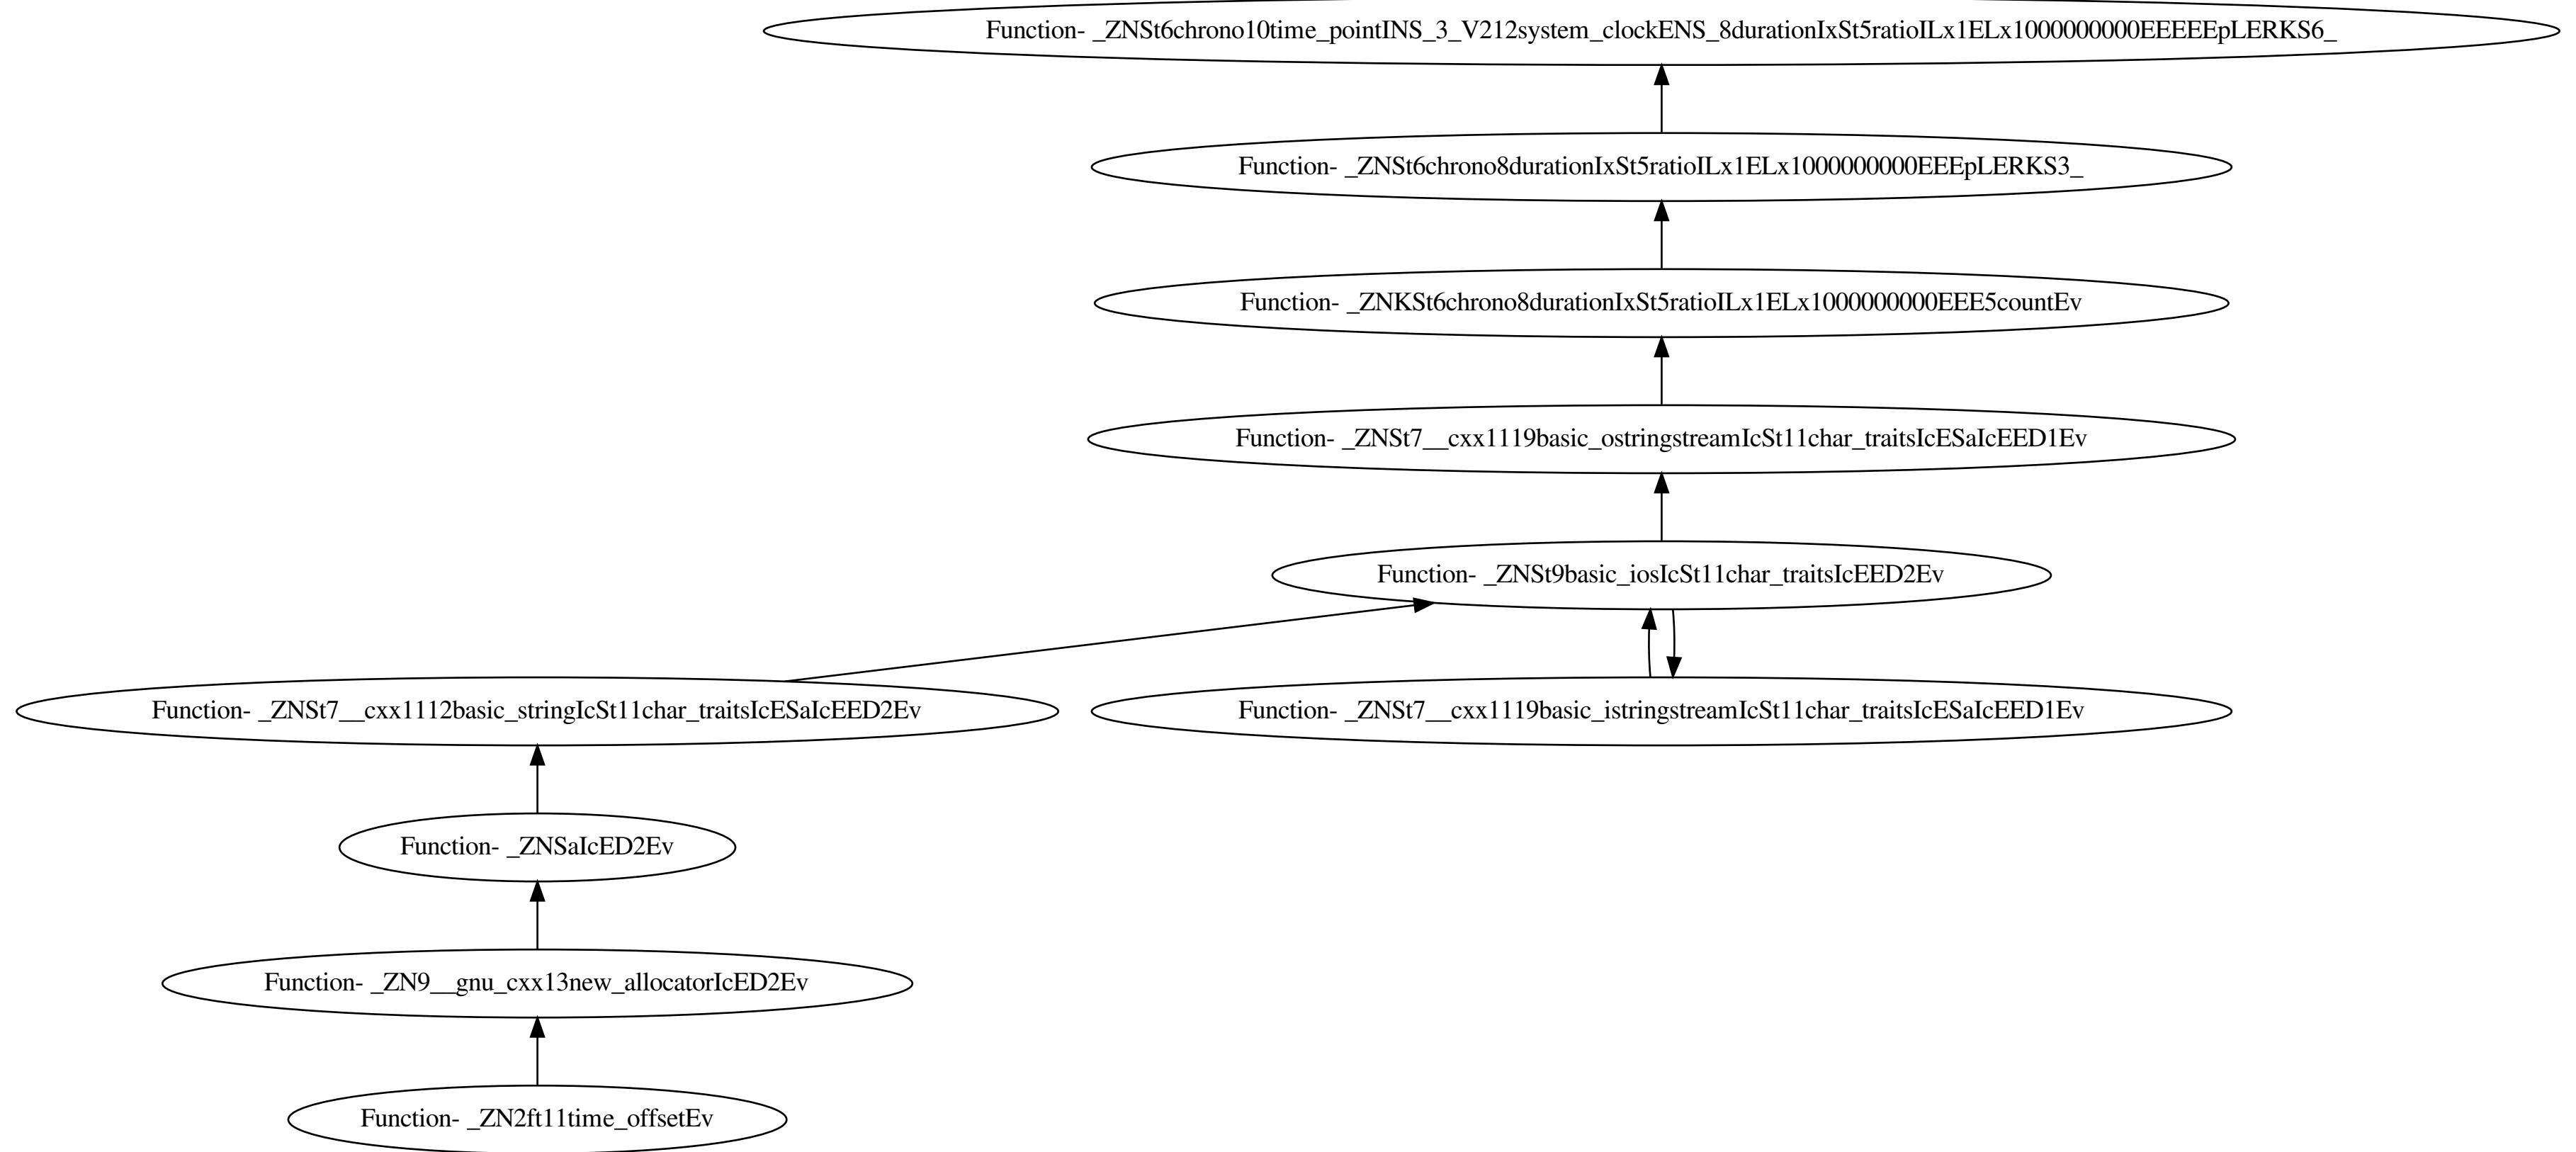 Function- _ZNSt6chrono10time_pointINS_3_V212system_clockENS_8durationIxSt5ratioILx1ELx1000000000EEEEEpLERKS6_
Function- _ZNSt6chrono8durationIxSt5ratioILx1ELx1000000000EEEpLERKS3_
Function- _ZNKSt6chrono8durationIxSt5ratioILx1ELx1000000000EEE5countEv
Function- _ZNSt7__cxx1119basic_ostringstreamIcSt11char_traitsIcESaIcEED1Ev
Function- _ZNSt9basic_iosIcSt11char_traitsIcEED2Ev
Function- _ZNSt7__cxx1112basic_stringIcSt11char_traitsIcESaIcEED2Ev
Function- _ZNSt7__cxx1119basic_istringstreamIcSt11char_traitsIcESaIcEED1Ev
Function- _ZNSaIcED2Ev
Function- _ZN9__gnu_cxx13new_allocatorIcED2Ev
Function- _ZN2ft11time_offsetEv